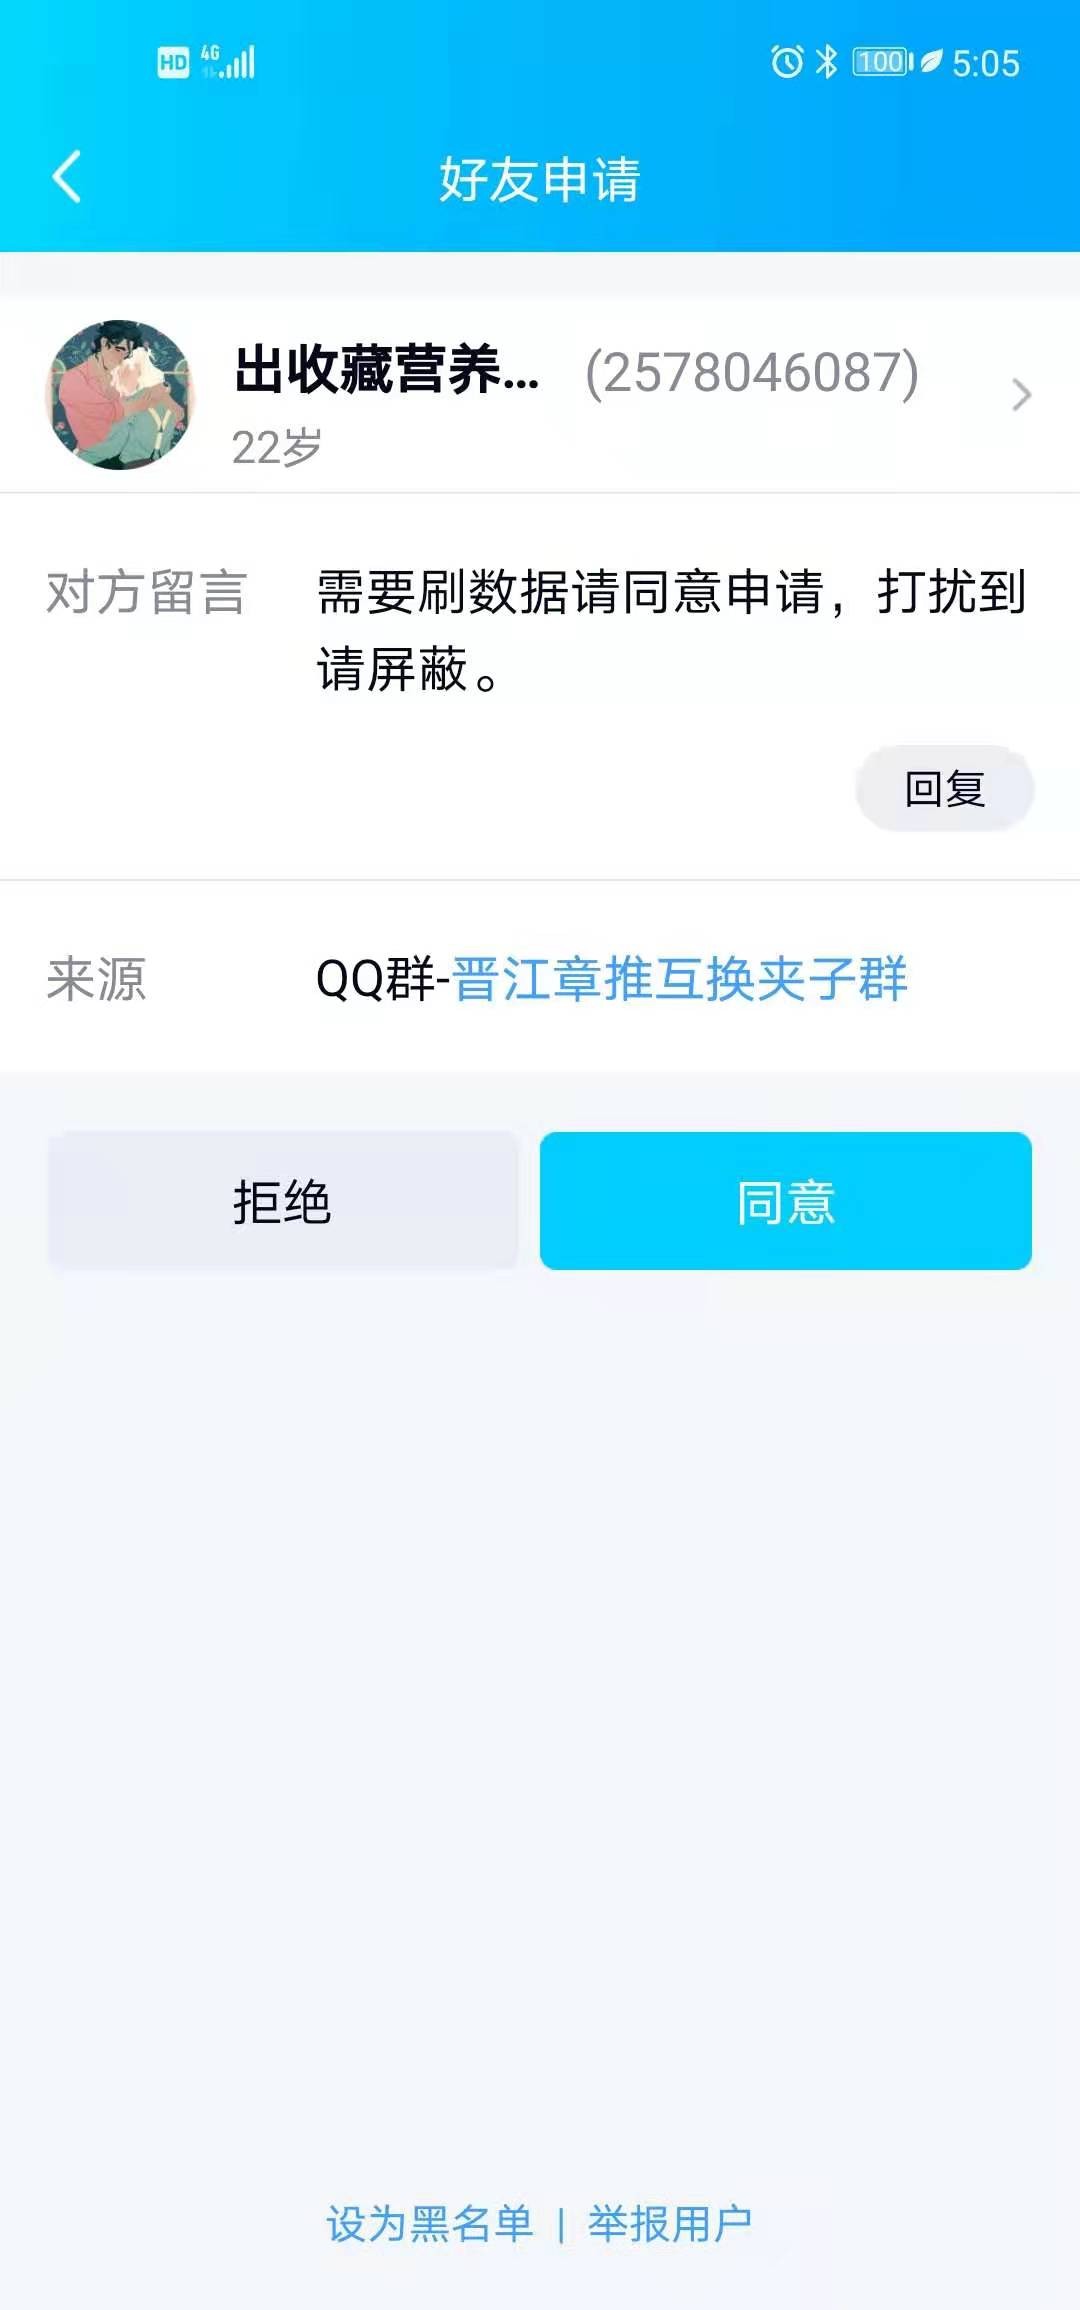 HD 4G 100 5:05
好友申请
出收藏营养... (2578046087)
22岁
对方留言 需要刷数据请同意申请，打扰到
请屏蔽。
回复
来源 QQ群-晋江章推互换夹子群
拒绝 同意
设为黑名单 | 举报用户